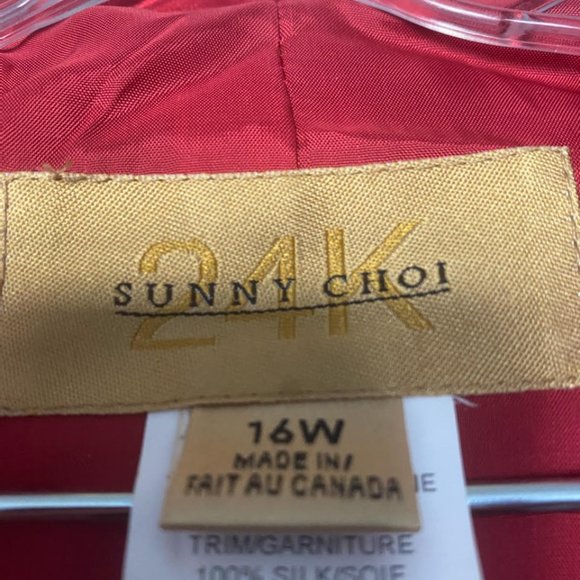 24K
SUNNY CHOI
16W
MADE IN/
FAIT AU CANADA
TRIM/GARNITURE
100% SILK/SOIE